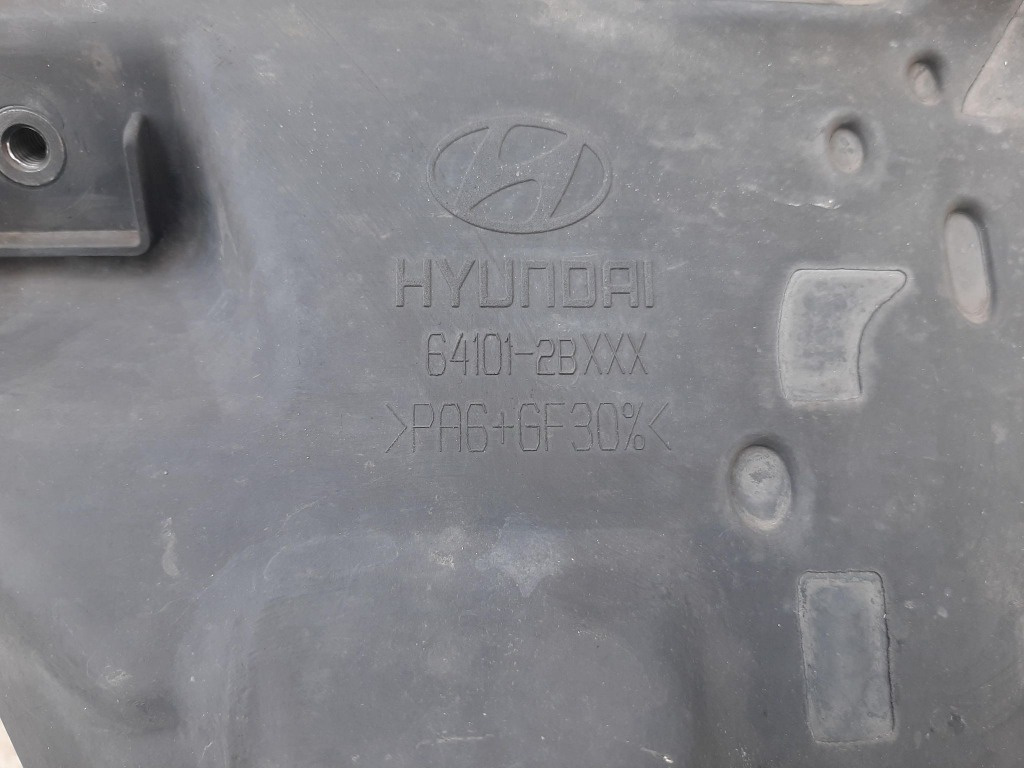 HYUNDAI
64101-2BXXX
>PA6+GF30%<